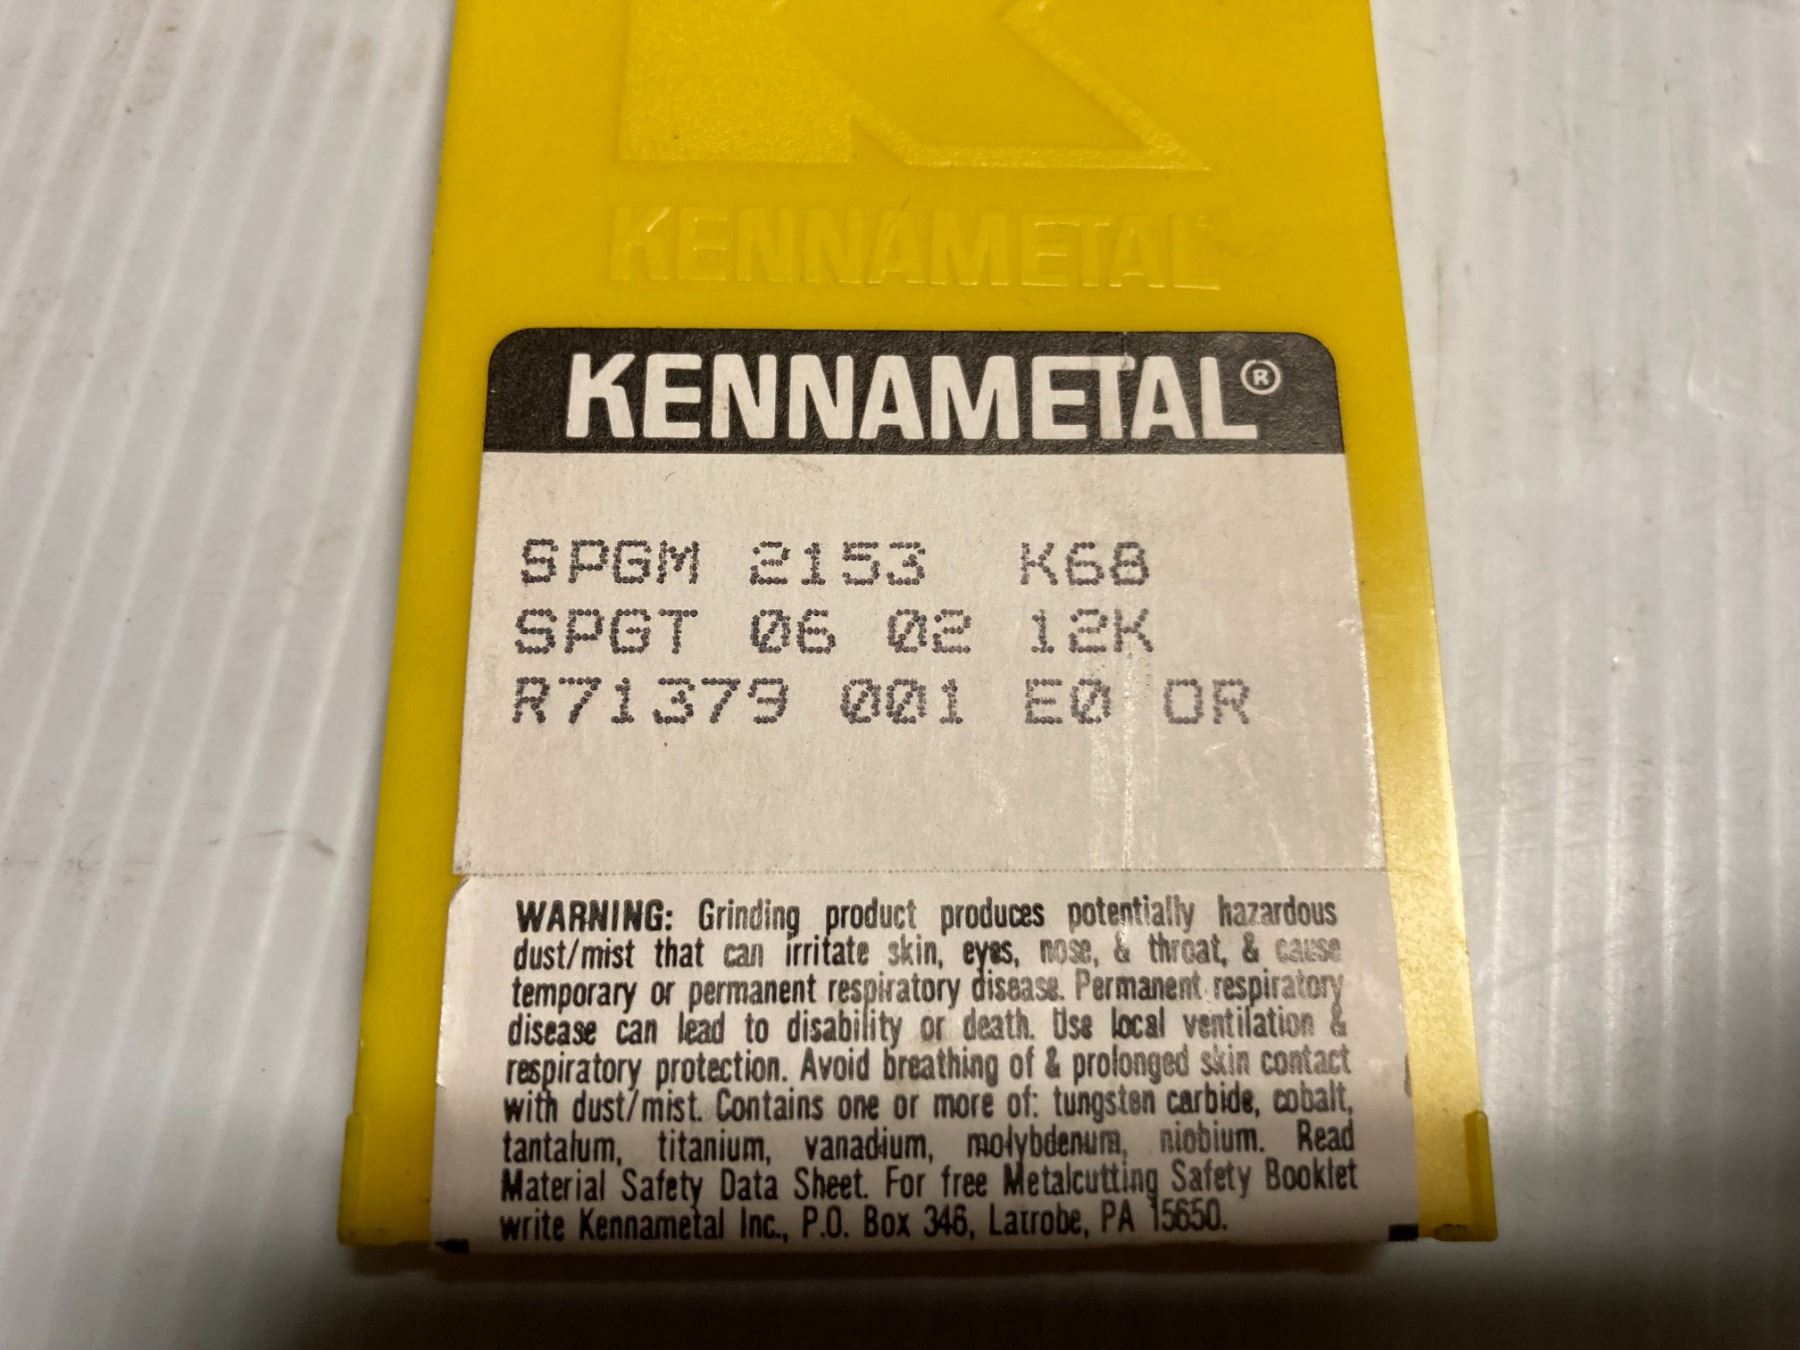 KENNAMETAL
KENNAMETAL®
SPGM 2153 K68
SPGT 06 02 12K
R71379 001 E0 OR
WARNING: Grinding product produces potentially hazardous
dust/mist that can irritate skin, eyes, nose, & throat, & cause
temporary or permanent respiratory disease. Permanent respiratory
disease can lead to disability or death. Use local ventilation &
respiratory protection. Avoid breathing of & prolonged skin contact
with dust/mist. Contains one or more of: tungsten carbide, cobalt,
tantalum, titanium, vanadium, molybdenum, niobium. Read
Material Safety Data Sheet. For free Metalcutting Safety Booklet
write Kennametal Inc., P.O. Box 346, Latrobe, PA 15650.